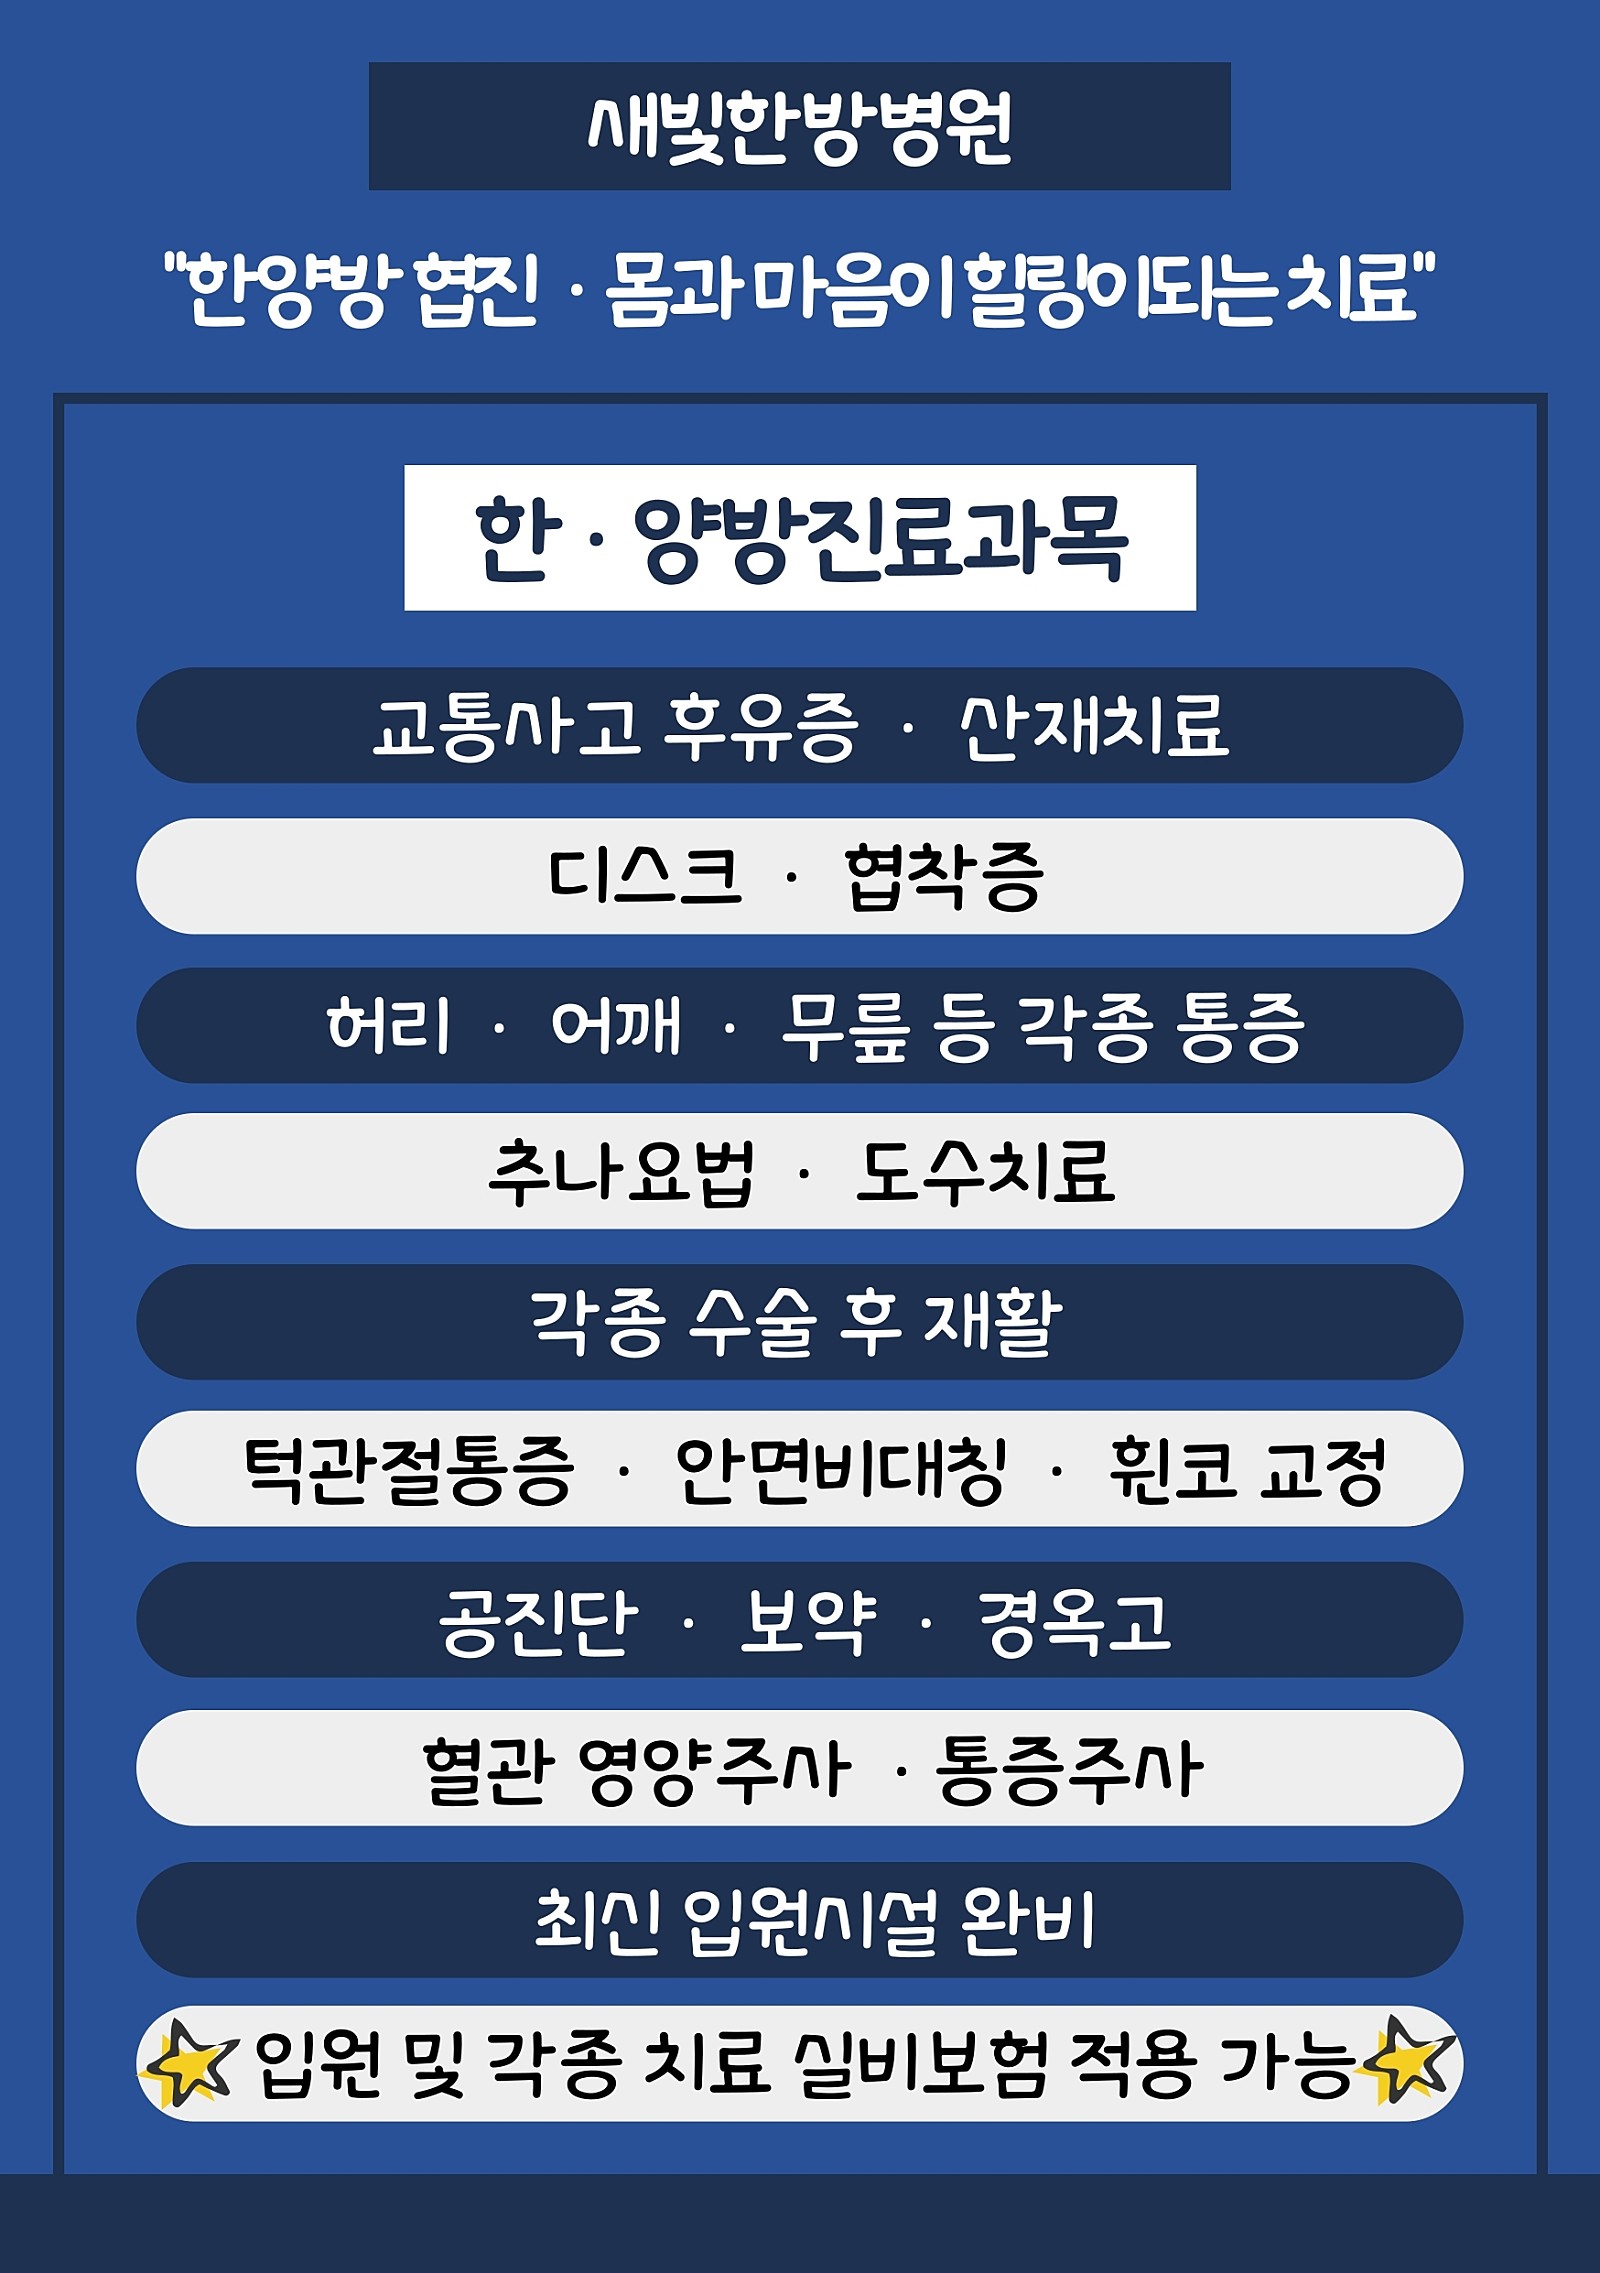 새빛한방병원
"한양방 협진 · 몸과 마음이 힐링이되는 치료"
한 · 양방진료과목
교통사고 후유증 · 산재치료
디스크 · 협착증
허리 · 어깨 · 무릎 등 각종 통증
추나요법 · 도수치료
각종 수술 후 재활
턱관절통증 · 안면비대칭 · 휜코 교정
공진단 · 보약 · 경옥고
혈관 영양주사 · 통증주사
최신 입원시설 완비
입원 및 각종 치료 실비보험 적용 가능